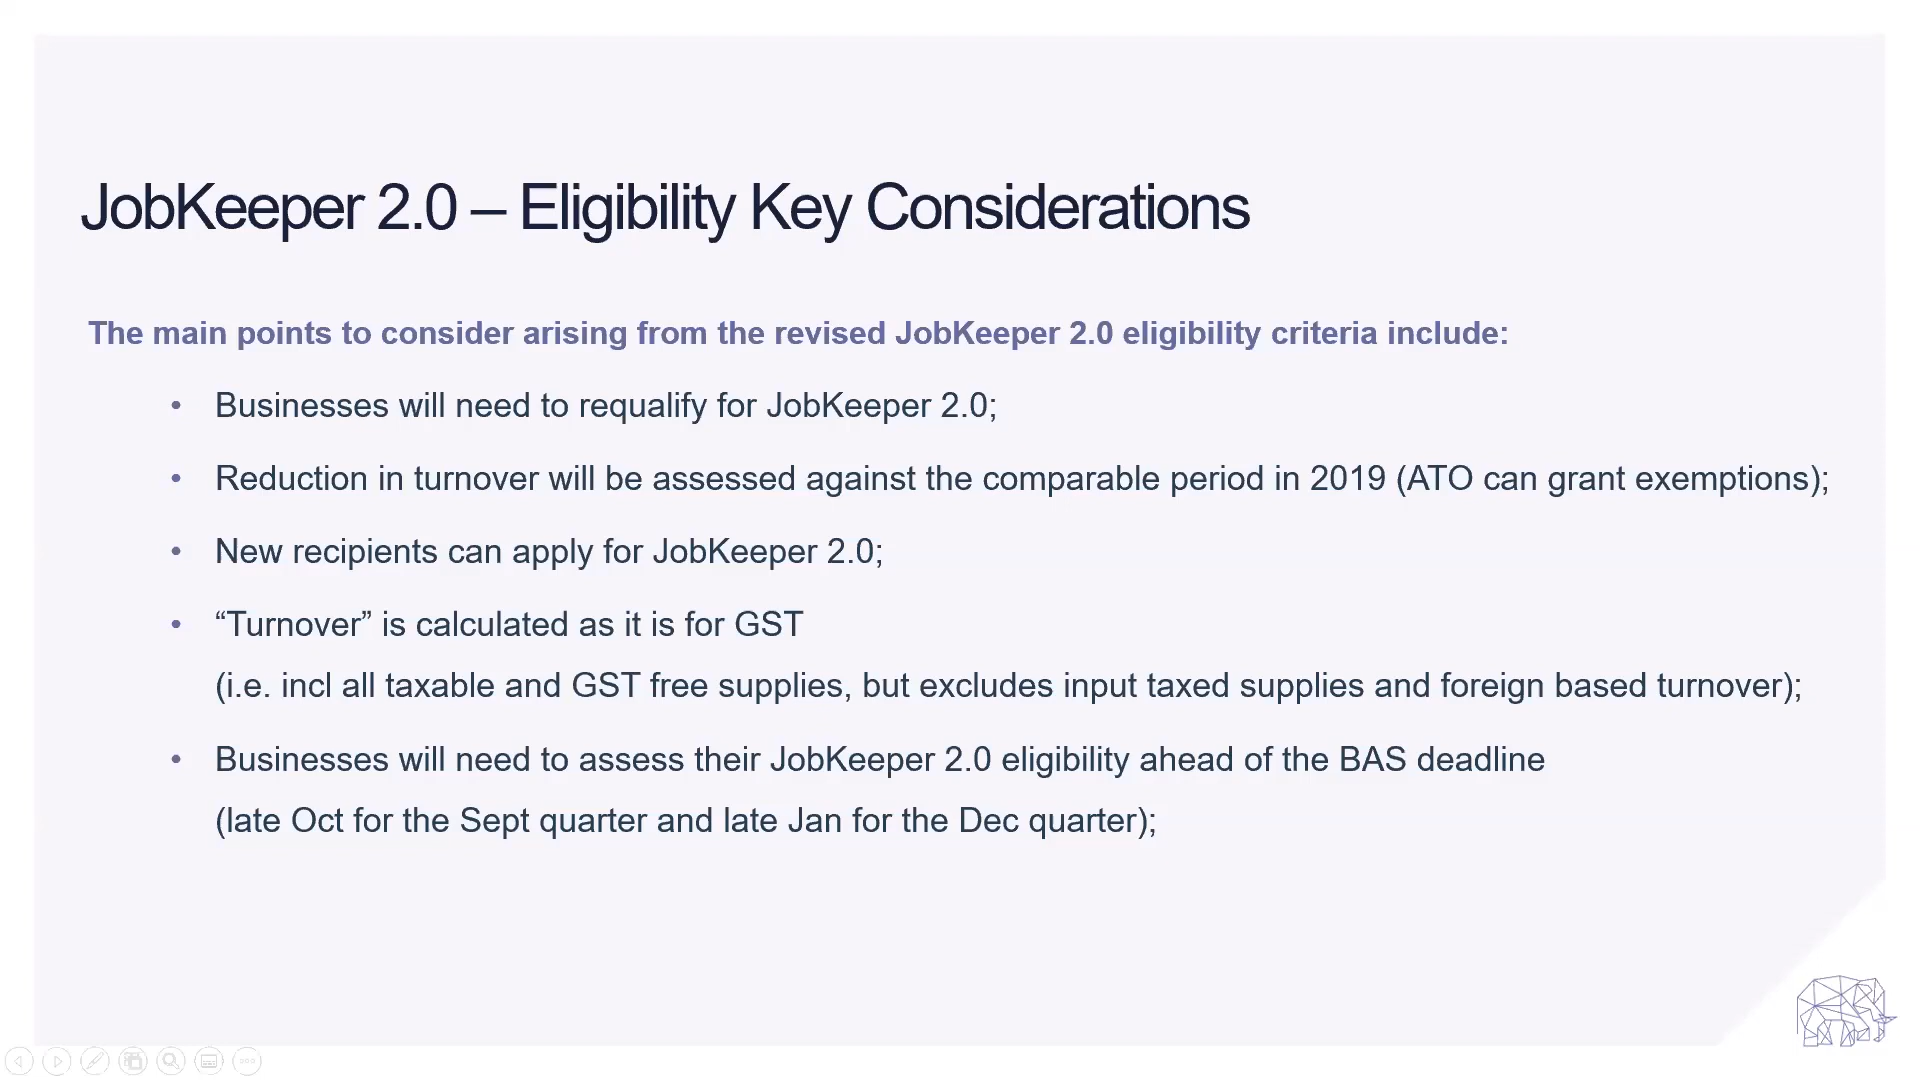 JobKeeper 2.0 – Eligibility Key Considerations
The main points to consider arising from the revised JobKeeper 2.0 eligibility criteria include:
• Businesses will need to requalify for JobKeeper 2.0;
• Reduction in turnover will be assessed against the comparable period in 2019 (ATO can grant exemptions);
• New recipients can apply for JobKeeper 2.0;
• “Turnover” is calculated as it is for GST
(i.e. incl all taxable and GST free supplies, but excludes input taxed supplies and foreign based turnover);
• Businesses will need to assess their JobKeeper 2.0 eligibility ahead of the BAS deadline
(late Oct for the Sept quarter and late Jan for the Dec quarter);